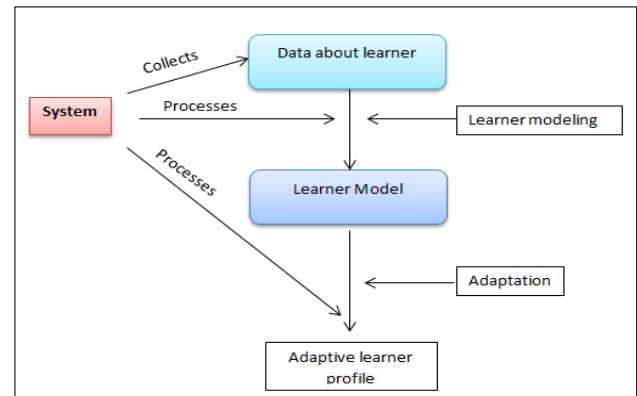 Data about learner
Collects
System
Processes
Learner modeling
Processes
Learner Model
Adaptation
Adaptive learner
profile